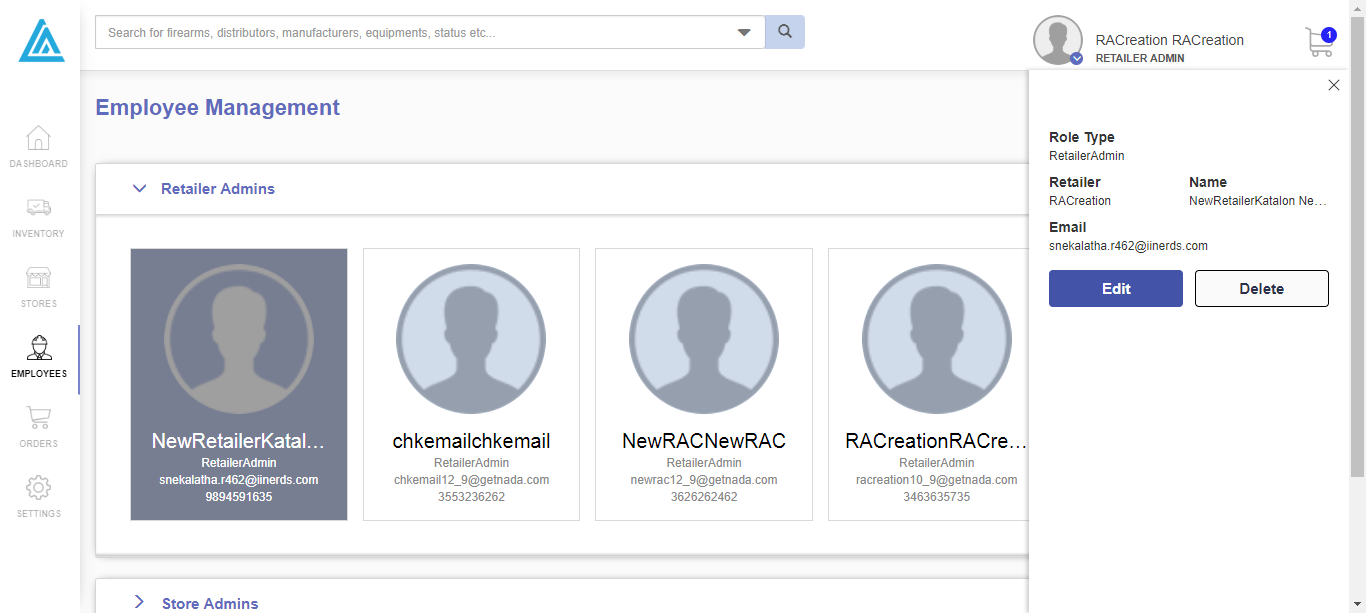 Search for firearms, distributors, manufacturers, equipments, status etc...
RACreation RACreation
RETAILER ADMIN
1
DASHBOARD
INVENTORY
STORES
EMPLOYEES
ORDERS
SETTINGS
Employee Management
Retailer Admins
NewRetailerKatal...
RetailerAdmin
snekalatha.r462@iinerds.com
9894591635
chkemailchkemail
RetailerAdmin
chkemail12_9@getnada.com
3553236262
NewRACNewRAC
RetailerAdmin
newrac12_9@getnada.com
3626262462
RACreationRACre...
RetailerAdmin
racreation10_9@getnada.com
3463635735
Store Admins
Role Type
RetailerAdmin
Retailer Name
RACreation NewRetailerKatalon Ne...
Email
snekalatha.r462@iinerds.com
Edit Delete